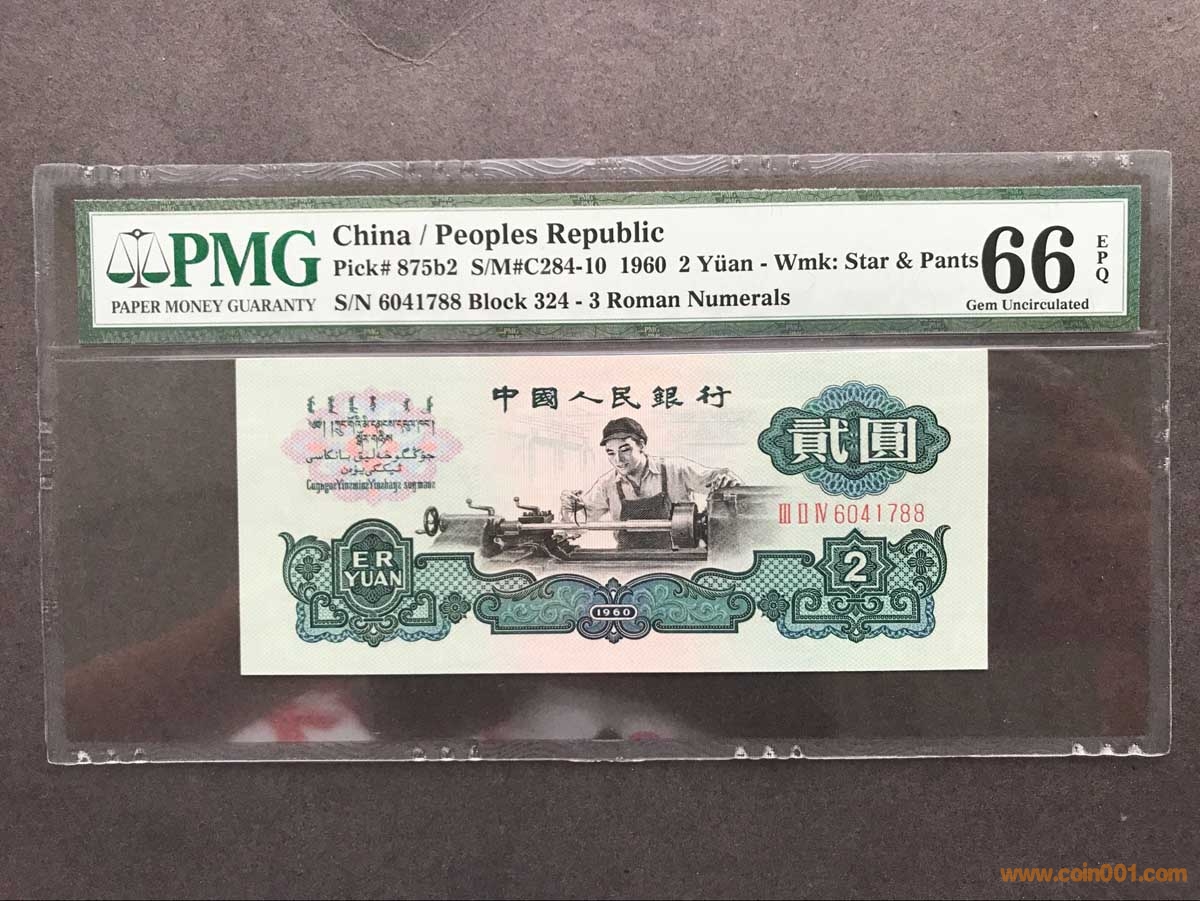 PMG
PAPER MONEY GUARANTY
China / Peoples Republic
Pick# 875b2 S/M#C284-10 1960 2 Yüan - Wmk: Star & Pants
S/N 6041788 Block 324 - 3 Roman Numerals
66
EPQ
Gem Uncirculated
中國人民銀行
貳圓
III II IV 6041788
ER
YUAN
1960
2
www.coin001.com